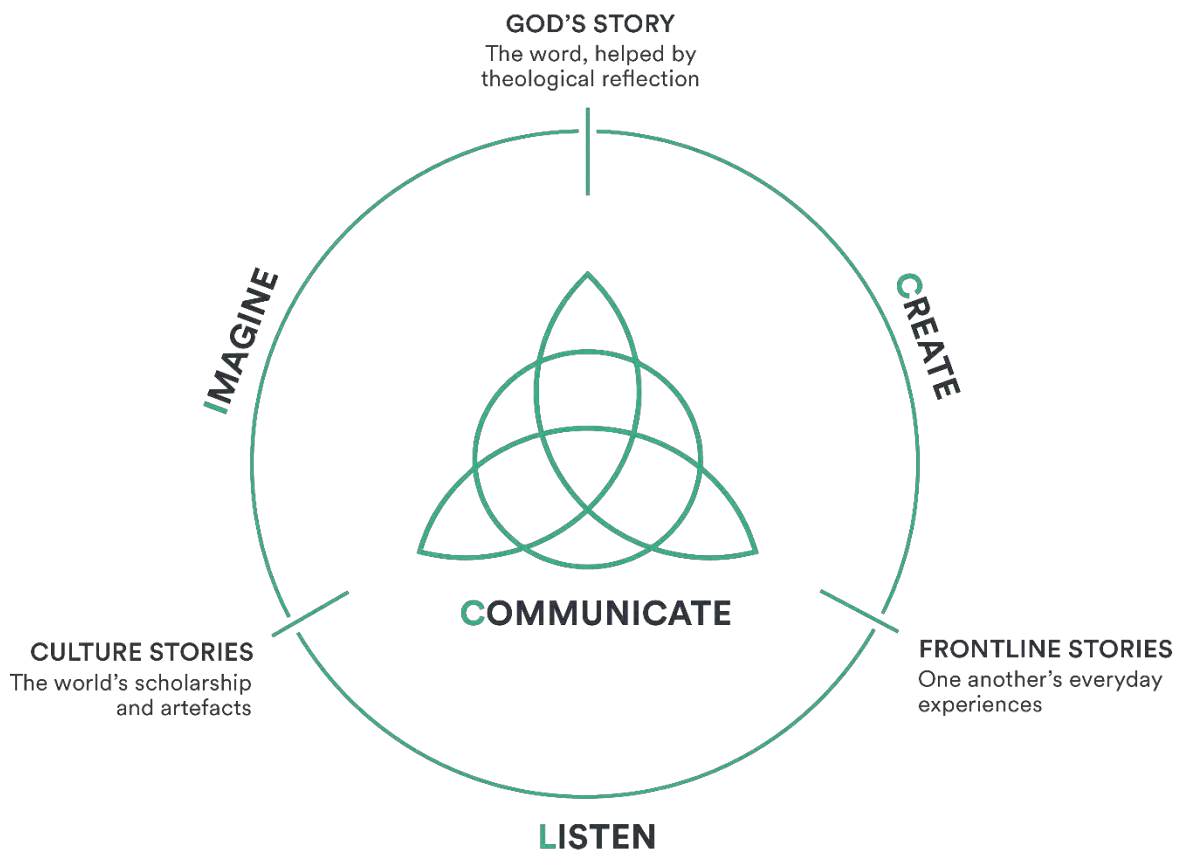 GOD’S STORY
The word, helped by
theological reflection
IMAGINE
CREATE
COMMUNICATE
CULTURE STORIES
The world’s scholarship
and artefacts
FRONTLINE STORIES
One another’s everyday
experiences
LISTEN